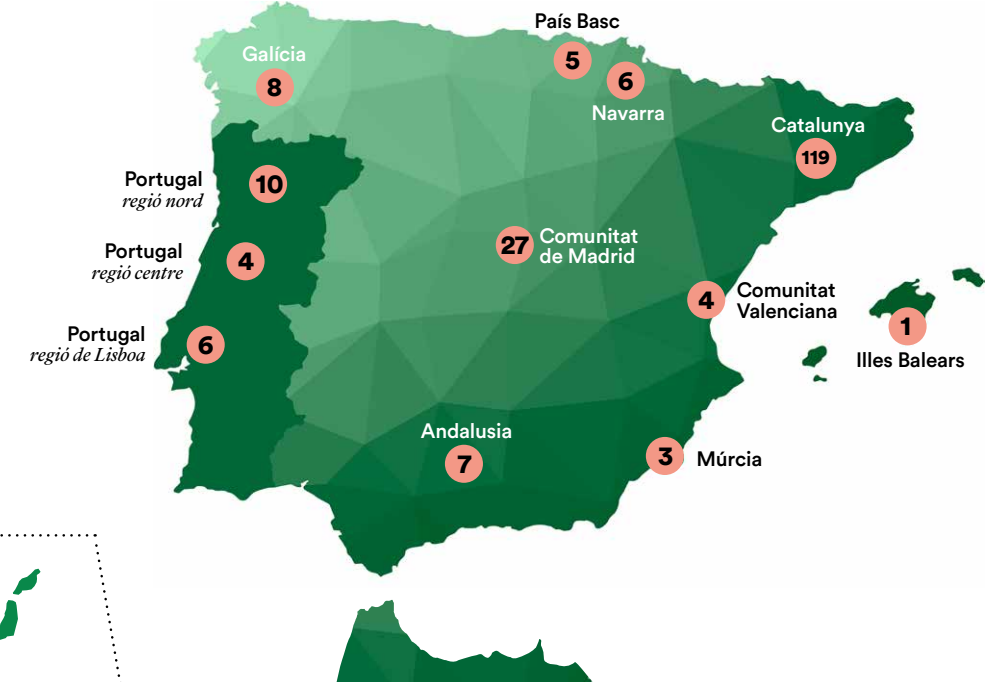 País Basc
5
Galícia
8
6
Navarra
Catalunya
119
Portugal
regió nord
10
27
Comunitat
de Madrid
Portugal
regió centre
4
4
Comunitat
Valenciana
1
Illes Balears
Portugal
regió de Lisboa
6
Andalusia
7
3
Múrcia